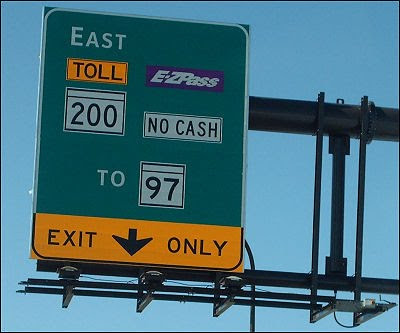 EAST
TOLL E-ZPass
200 NO CASH
TO 97
EXIT ONLY